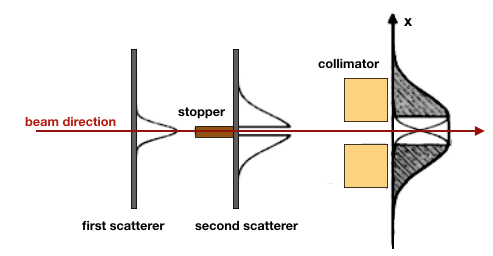 x
collimator
stopper
beam direction
first scatterer
second scatterer